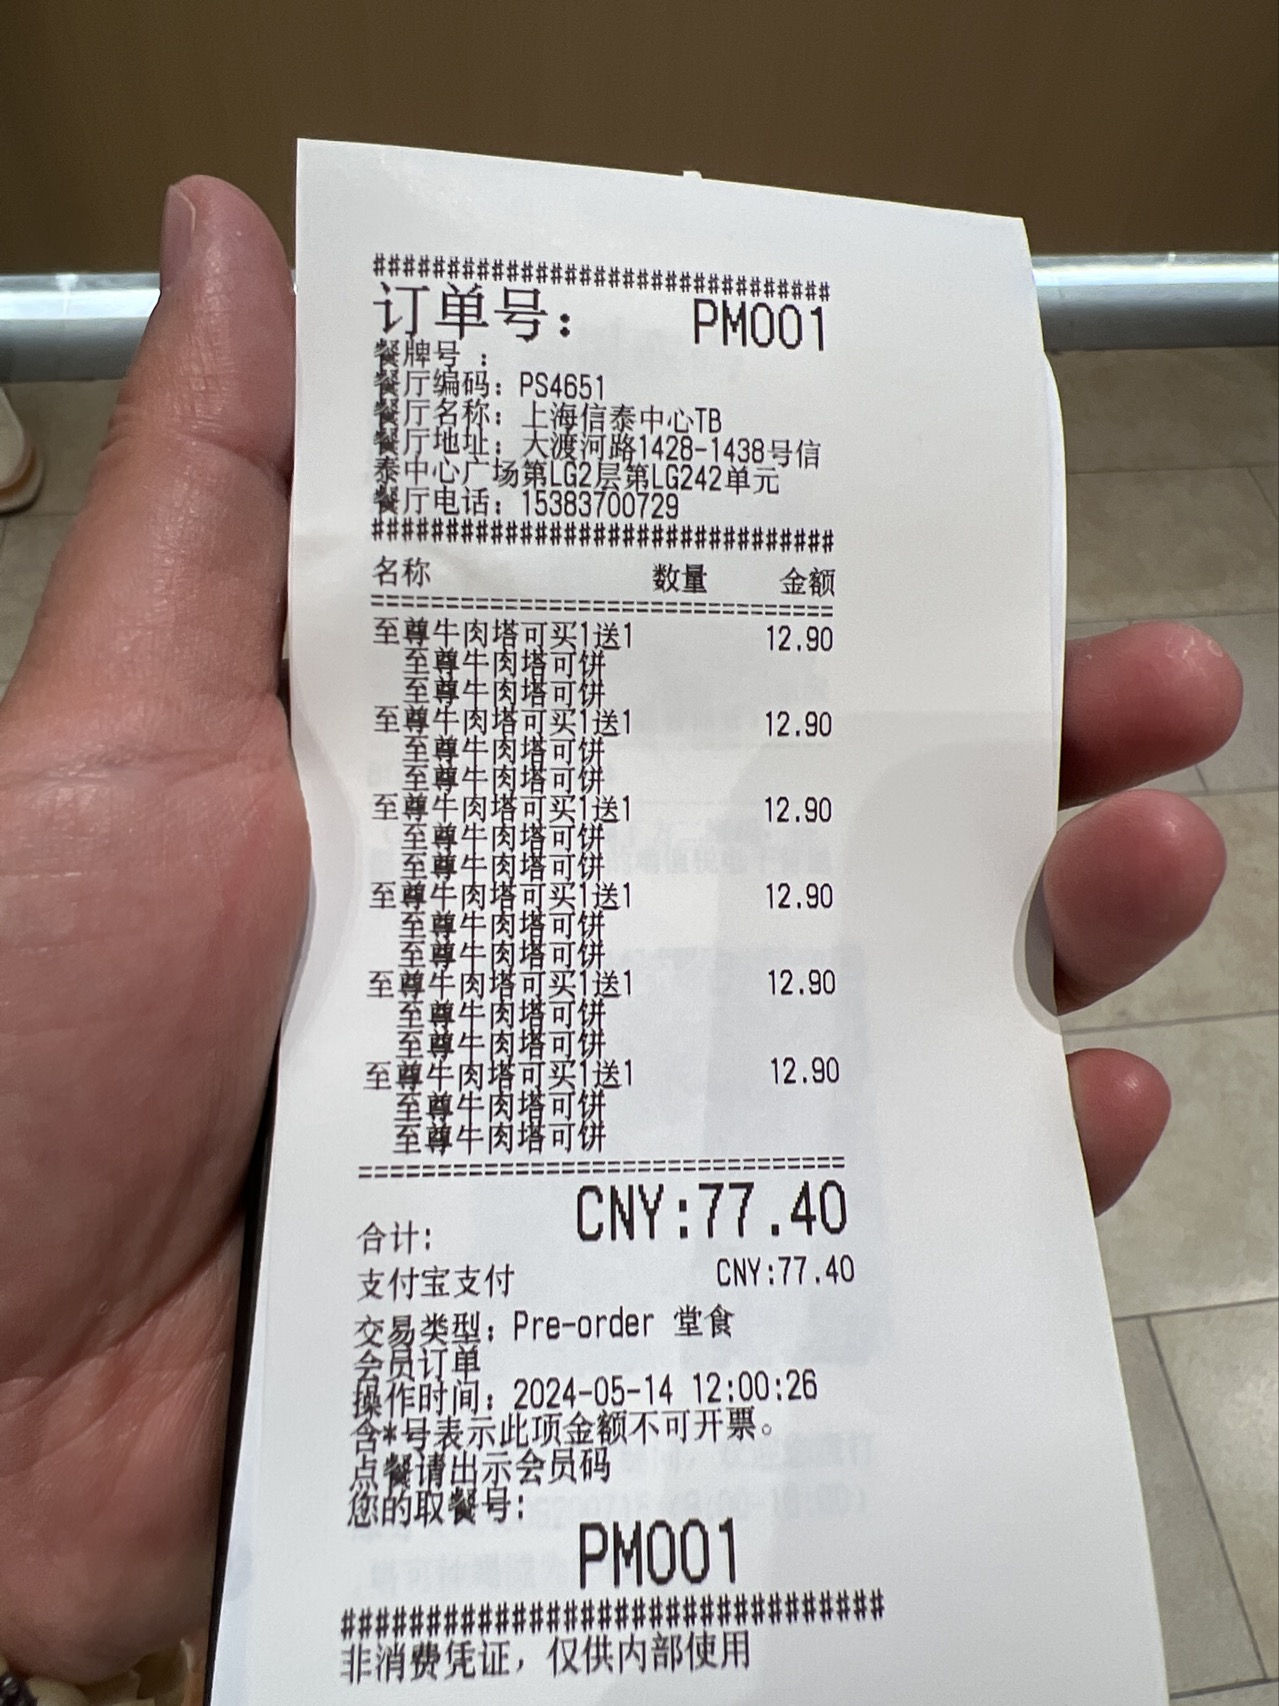 ################################
订单号： PM001
餐牌号：
餐厅编码：PS4651
餐厅名称：上海信泰中心TB
餐厅地址：大渡河路1428-1438号信
泰中心广场第LG2层第LG242单元
餐厅电话：15383700729
################################
名称 数量 金额
================================
至尊牛肉塔可买1送1 12.90
至尊牛肉塔可饼
至尊牛肉塔可饼
至尊牛肉塔可买1送1 12.90
至尊牛肉塔可饼
至尊牛肉塔可饼
至尊牛肉塔可买1送1 12.90
至尊牛肉塔可饼
至尊牛肉塔可饼
至尊牛肉塔可买1送1 12.90
至尊牛肉塔可饼
至尊牛肉塔可饼
至尊牛肉塔可买1送1 12.90
至尊牛肉塔可饼
至尊牛肉塔可饼
至尊牛肉塔可买1送1 12.90
至尊牛肉塔可饼
至尊牛肉塔可饼
================================
合计: CNY:77.40
支付宝支付 CNY:77.40
交易类型：Pre-order 堂食
会员订单
操作时间：2024-05-14 12:00:26
含*号表示此项金额不可开票。
点餐请出示会员码
您的取餐号:
PM001
################################
非消费凭证，仅供内部使用